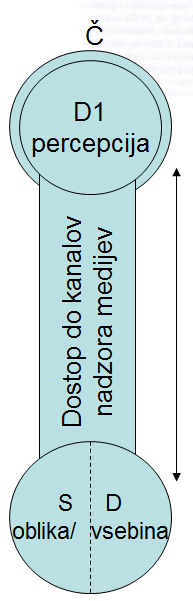 Č
D1
percepcija
Dostop do kanalov
nadzora medijev
S D
oblika/ vsebina